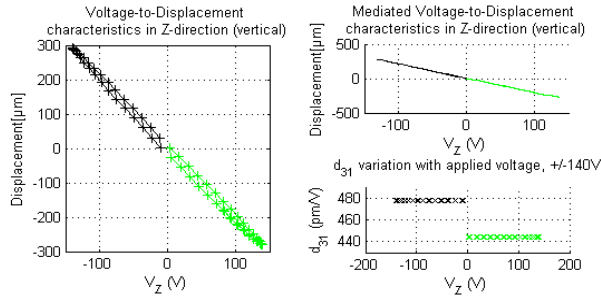 Voltage-to-Displacement
characteristics in Z-direction (vertical)
Displacement[µm]
300
200
100
0
-100
-200
-300
-100
0
100
V_Z (V)
Mediated Voltage-to-Displacement
characteristics in Z-direction (vertical)
Displacement[µm]
500
0
-500
-100
0
100
V_Z (V)
d_31 variation with applied voltage, +/-140V
d_31 (pm/V)
480
460
440
-200
-100
0
100
200
V_Z (V)